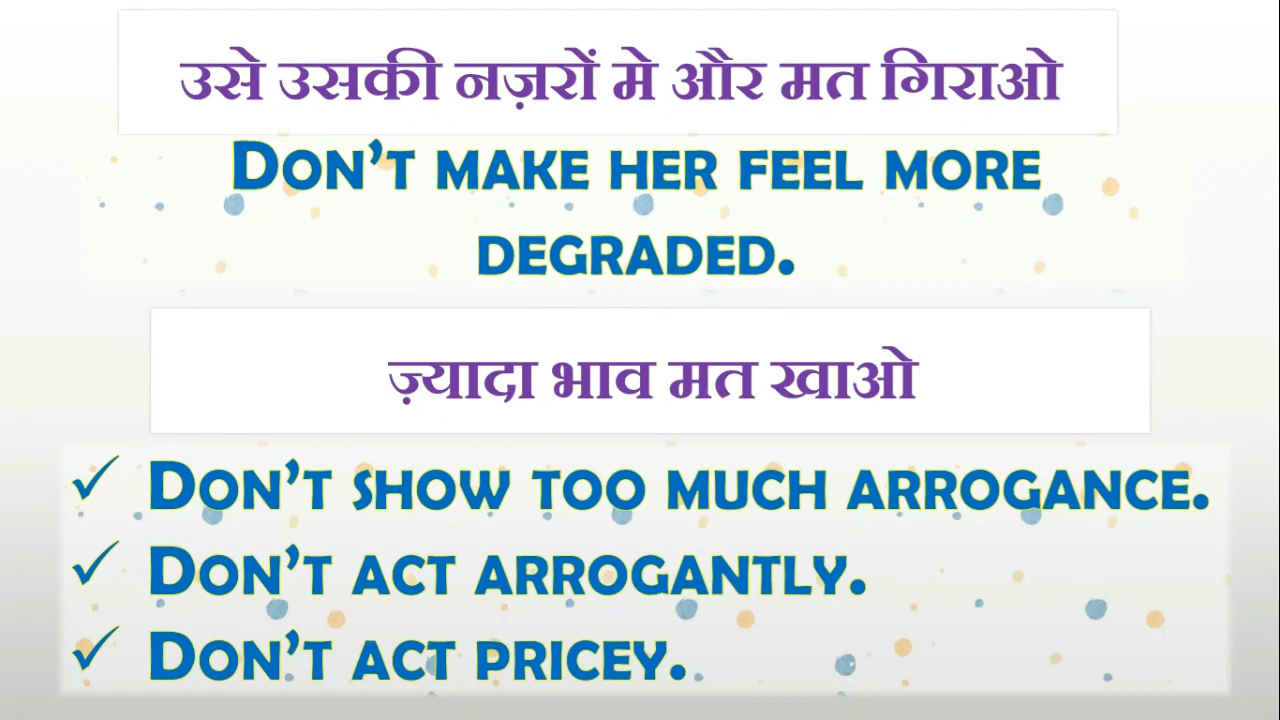 उसे उसकी नज़रों मे और मत गिराओ
DON’T MAKE HER FEEL MORE
DEGRADED.
ज़्यादा भाव मत खाओ
✓ DON’T SHOW TOO MUCH ARROGANCE.
✓ DON’T ACT ARROGANTLY.
✓ DON’T ACT PRICEY.